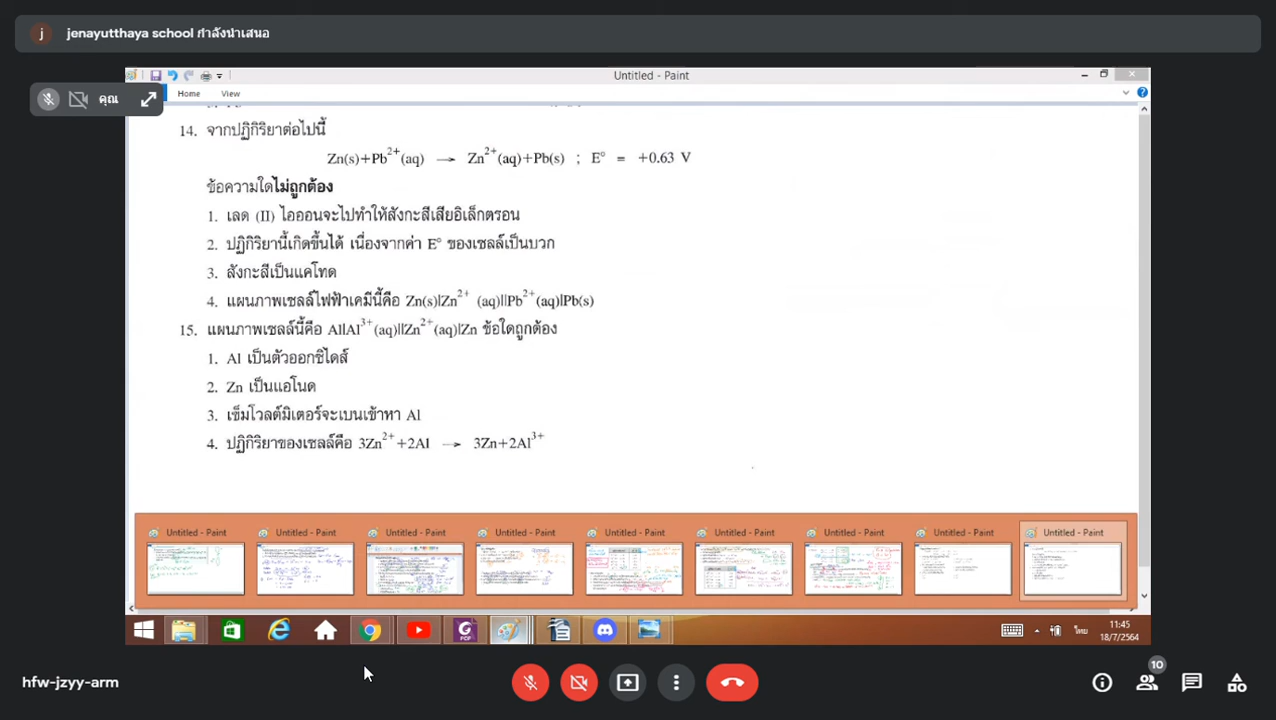 j jenayutthaya school กำลังนำเสนอ
Untitled - Paint
คุณ
Home View
14. จากปฏิกิริยาต่อไปนี้
Zn(s)+Pb²⁺(aq) → Zn²⁺(aq)+Pb(s) ; E° = +0.63 V
ข้อความใดไม่ถูกต้อง
1. เลด (II) ไอออนจะไปทำให้สังกะสีเสียอิเล็กตรอน
2. ปฏิกิริยานี้เกิดขึ้นได้ เนื่องจากค่า E° ของเซลล์เป็นบวก
3. สังกะสีเป็นแคโทด
4. แผนภาพเซลล์ไฟฟ้าเคมีนี้คือ Zn(s)|Zn²⁺ (aq)||Pb²⁺(aq)|Pb(s)
15. แผนภาพเซลล์นี้คือ Al|Al³⁺(aq)||Zn²⁺(aq)|Zn ข้อใดถูกต้อง
1. Al เป็นตัวออกซิไดส์
2. Zn เป็นแอโนด
3. เข็มโวลต์มิเตอร์จะเบนเข้าหา Al
4. ปฏิกิริยาของเซลล์คือ 3Zn²⁺+2Al → 3Zn+2Al³⁺
Untitled - Paint Untitled - Paint Untitled - Paint Untitled - Paint Untitled - Paint Untitled - Paint Untitled - Paint Untitled - Paint Untitled - Paint
PDF
ไทย
11:45
18/7/2564
hfw-jzyy-arm
10